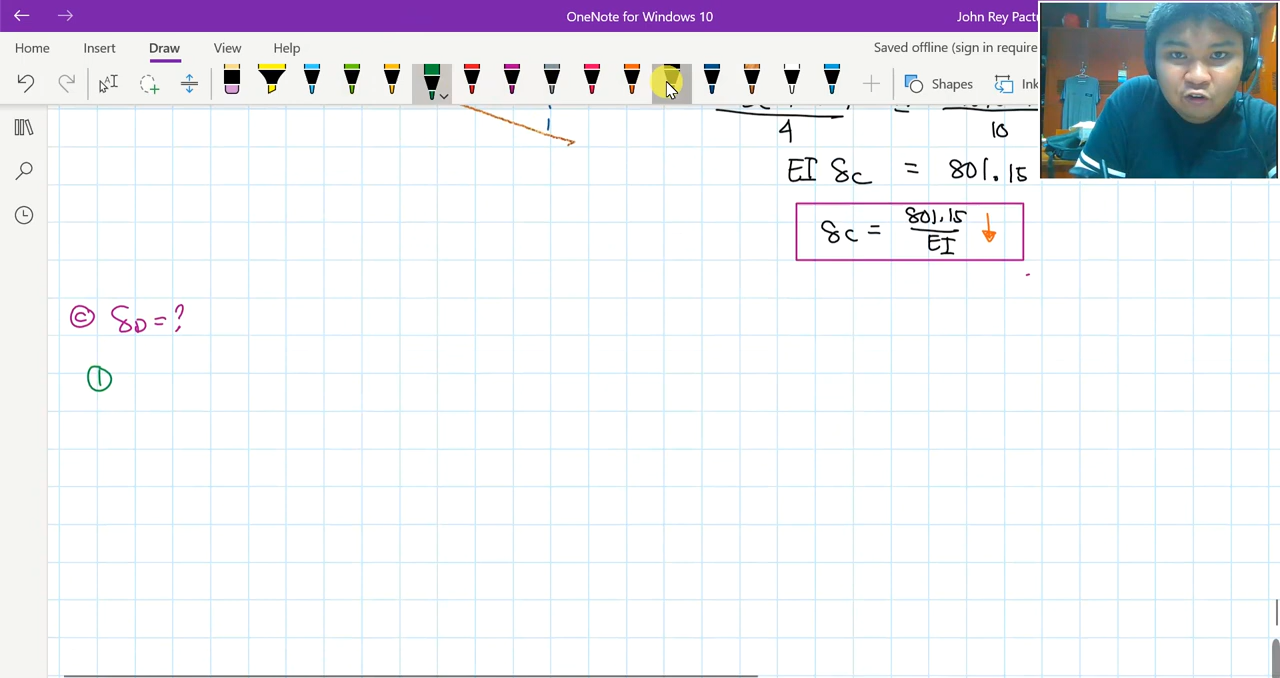 OneNote for Windows 10
John Rey Pactu
Home Insert Draw View Help
Saved offline (sign in require
Shapes
Ink
4
=
10
EI δC = 801.15
δC = 801.15 / EI ↓
Ⓒ δD = ?
①